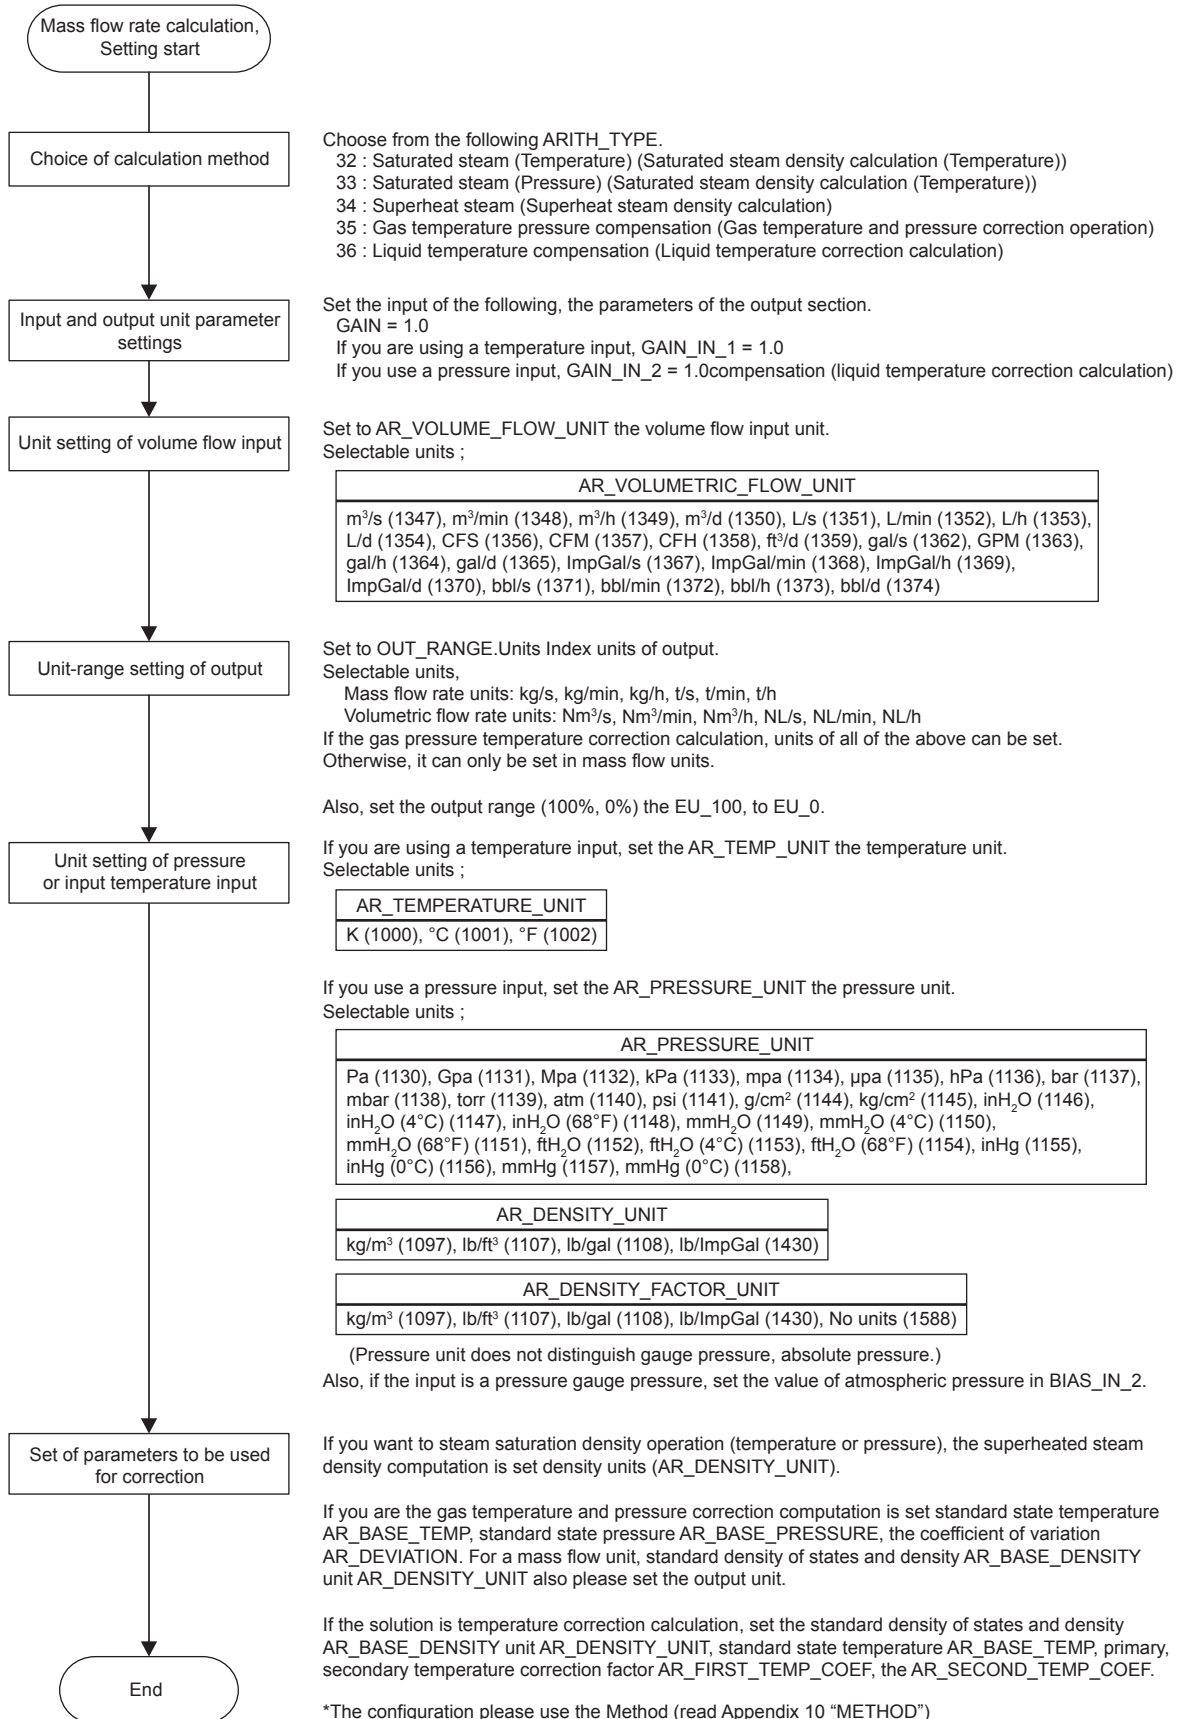 Mass flow rate calculation,
Setting start
Choice of calculation method
Choose from the following ARITH_TYPE.
32 : Saturated steam (Temperature) (Saturated steam density calculation (Temperature))
33 : Saturated steam (Pressure) (Saturated steam density calculation (Temperature))
34 : Superheat steam (Superheat steam density calculation)
35 : Gas temperature pressure compensation (Gas temperature and pressure correction operation)
36 : Liquid temperature compensation (Liquid temperature correction calculation)
Input and output unit parameter
settings
Set the input of the following, the parameters of the output section.
GAIN = 1.0
If you are using a temperature input, GAIN_IN_1 = 1.0
If you use a pressure input, GAIN_IN_2 = 1.0compensation (liquid temperature correction calculation)
Unit setting of volume flow input
Set to AR_VOLUME_FLOW_UNIT the volume flow input unit.
Selectable units ;
AR_VOLUMETRIC_FLOW_UNIT
m³/s (1347), m³/min (1348), m³/h (1349), m³/d (1350), L/s (1351), L/min (1352), L/h (1353),
L/d (1354), CFS (1356), CFM (1357), CFH (1358), ft³/d (1359), gal/s (1362), GPM (1363),
gal/h (1364), gal/d (1365), ImpGal/s (1367), ImpGal/min (1368), ImpGal/h (1369),
ImpGal/d (1370), bbl/s (1371), bbl/min (1372), bbl/h (1373), bbl/d (1374)
Unit-range setting of output
Set to OUT_RANGE.Units Index units of output.
Selectable units,
Mass flow rate units: kg/s, kg/min, kg/h, t/s, t/min, t/h
Volumetric flow rate units: Nm³/s, Nm³/min, Nm³/h, NL/s, NL/min, NL/h
If the gas pressure temperature correction calculation, units of all of the above can be set.
Otherwise, it can only be set in mass flow units.
Also, set the output range (100%, 0%) the EU_100, to EU_0.
Unit setting of pressure
or input temperature input
If you are using a temperature input, set the AR_TEMP_UNIT the temperature unit.
Selectable units ;
AR_TEMPERATURE_UNIT
K (1000), °C (1001), °F (1002)
If you use a pressure input, set the AR_PRESSURE_UNIT the pressure unit.
Selectable units ;
AR_PRESSURE_UNIT
Pa (1130), Gpa (1131), Mpa (1132), kPa (1133), mpa (1134), µpa (1135), hPa (1136), bar (1137),
mbar (1138), torr (1139), atm (1140), psi (1141), g/cm² (1144), kg/cm² (1145), inH₂O (1146),
inH₂O (4°C) (1147), inH₂O (68°F) (1148), mmH₂O (1149), mmH₂O (4°C) (1150),
mmH₂O (68°F) (1151), ftH₂O (1152), ftH₂O (4°C) (1153), ftH₂O (68°F) (1154), inHg (1155),
inHg (0°C) (1156), mmHg (1157), mmHg (0°C) (1158),
AR_DENSITY_UNIT
kg/m³ (1097), lb/ft³ (1107), lb/gal (1108), lb/ImpGal (1430)
AR_DENSITY_FACTOR_UNIT
kg/m³ (1097), lb/ft³ (1107), lb/gal (1108), lb/ImpGal (1430), No units (1588)
(Pressure unit does not distinguish gauge pressure, absolute pressure.)
Also, if the input is a pressure gauge pressure, set the value of atmospheric pressure in BIAS_IN_2.
Set of parameters to be used
for correction
If you want to steam saturation density operation (temperature or pressure), the superheated steam
density computation is set density units (AR_DENSITY_UNIT).
If you are the gas temperature and pressure correction computation is set standard state temperature
AR_BASE_TEMP, standard state pressure AR_BASE_PRESSURE, the coefficient of variation
AR_DEVIATION. For a mass flow unit, standard density of states and density AR_BASE_DENSITY
unit AR_DENSITY_UNIT also please set the output unit.
If the solution is temperature correction calculation, set the standard density of states and density
AR_BASE_DENSITY unit AR_DENSITY_UNIT, standard state temperature AR_BASE_TEMP, primary,
secondary temperature correction factor AR_FIRST_TEMP_COEF, the AR_SECOND_TEMP_COEF.
End
*The configuration please use the Method (read Appendix 10 “METHOD”)